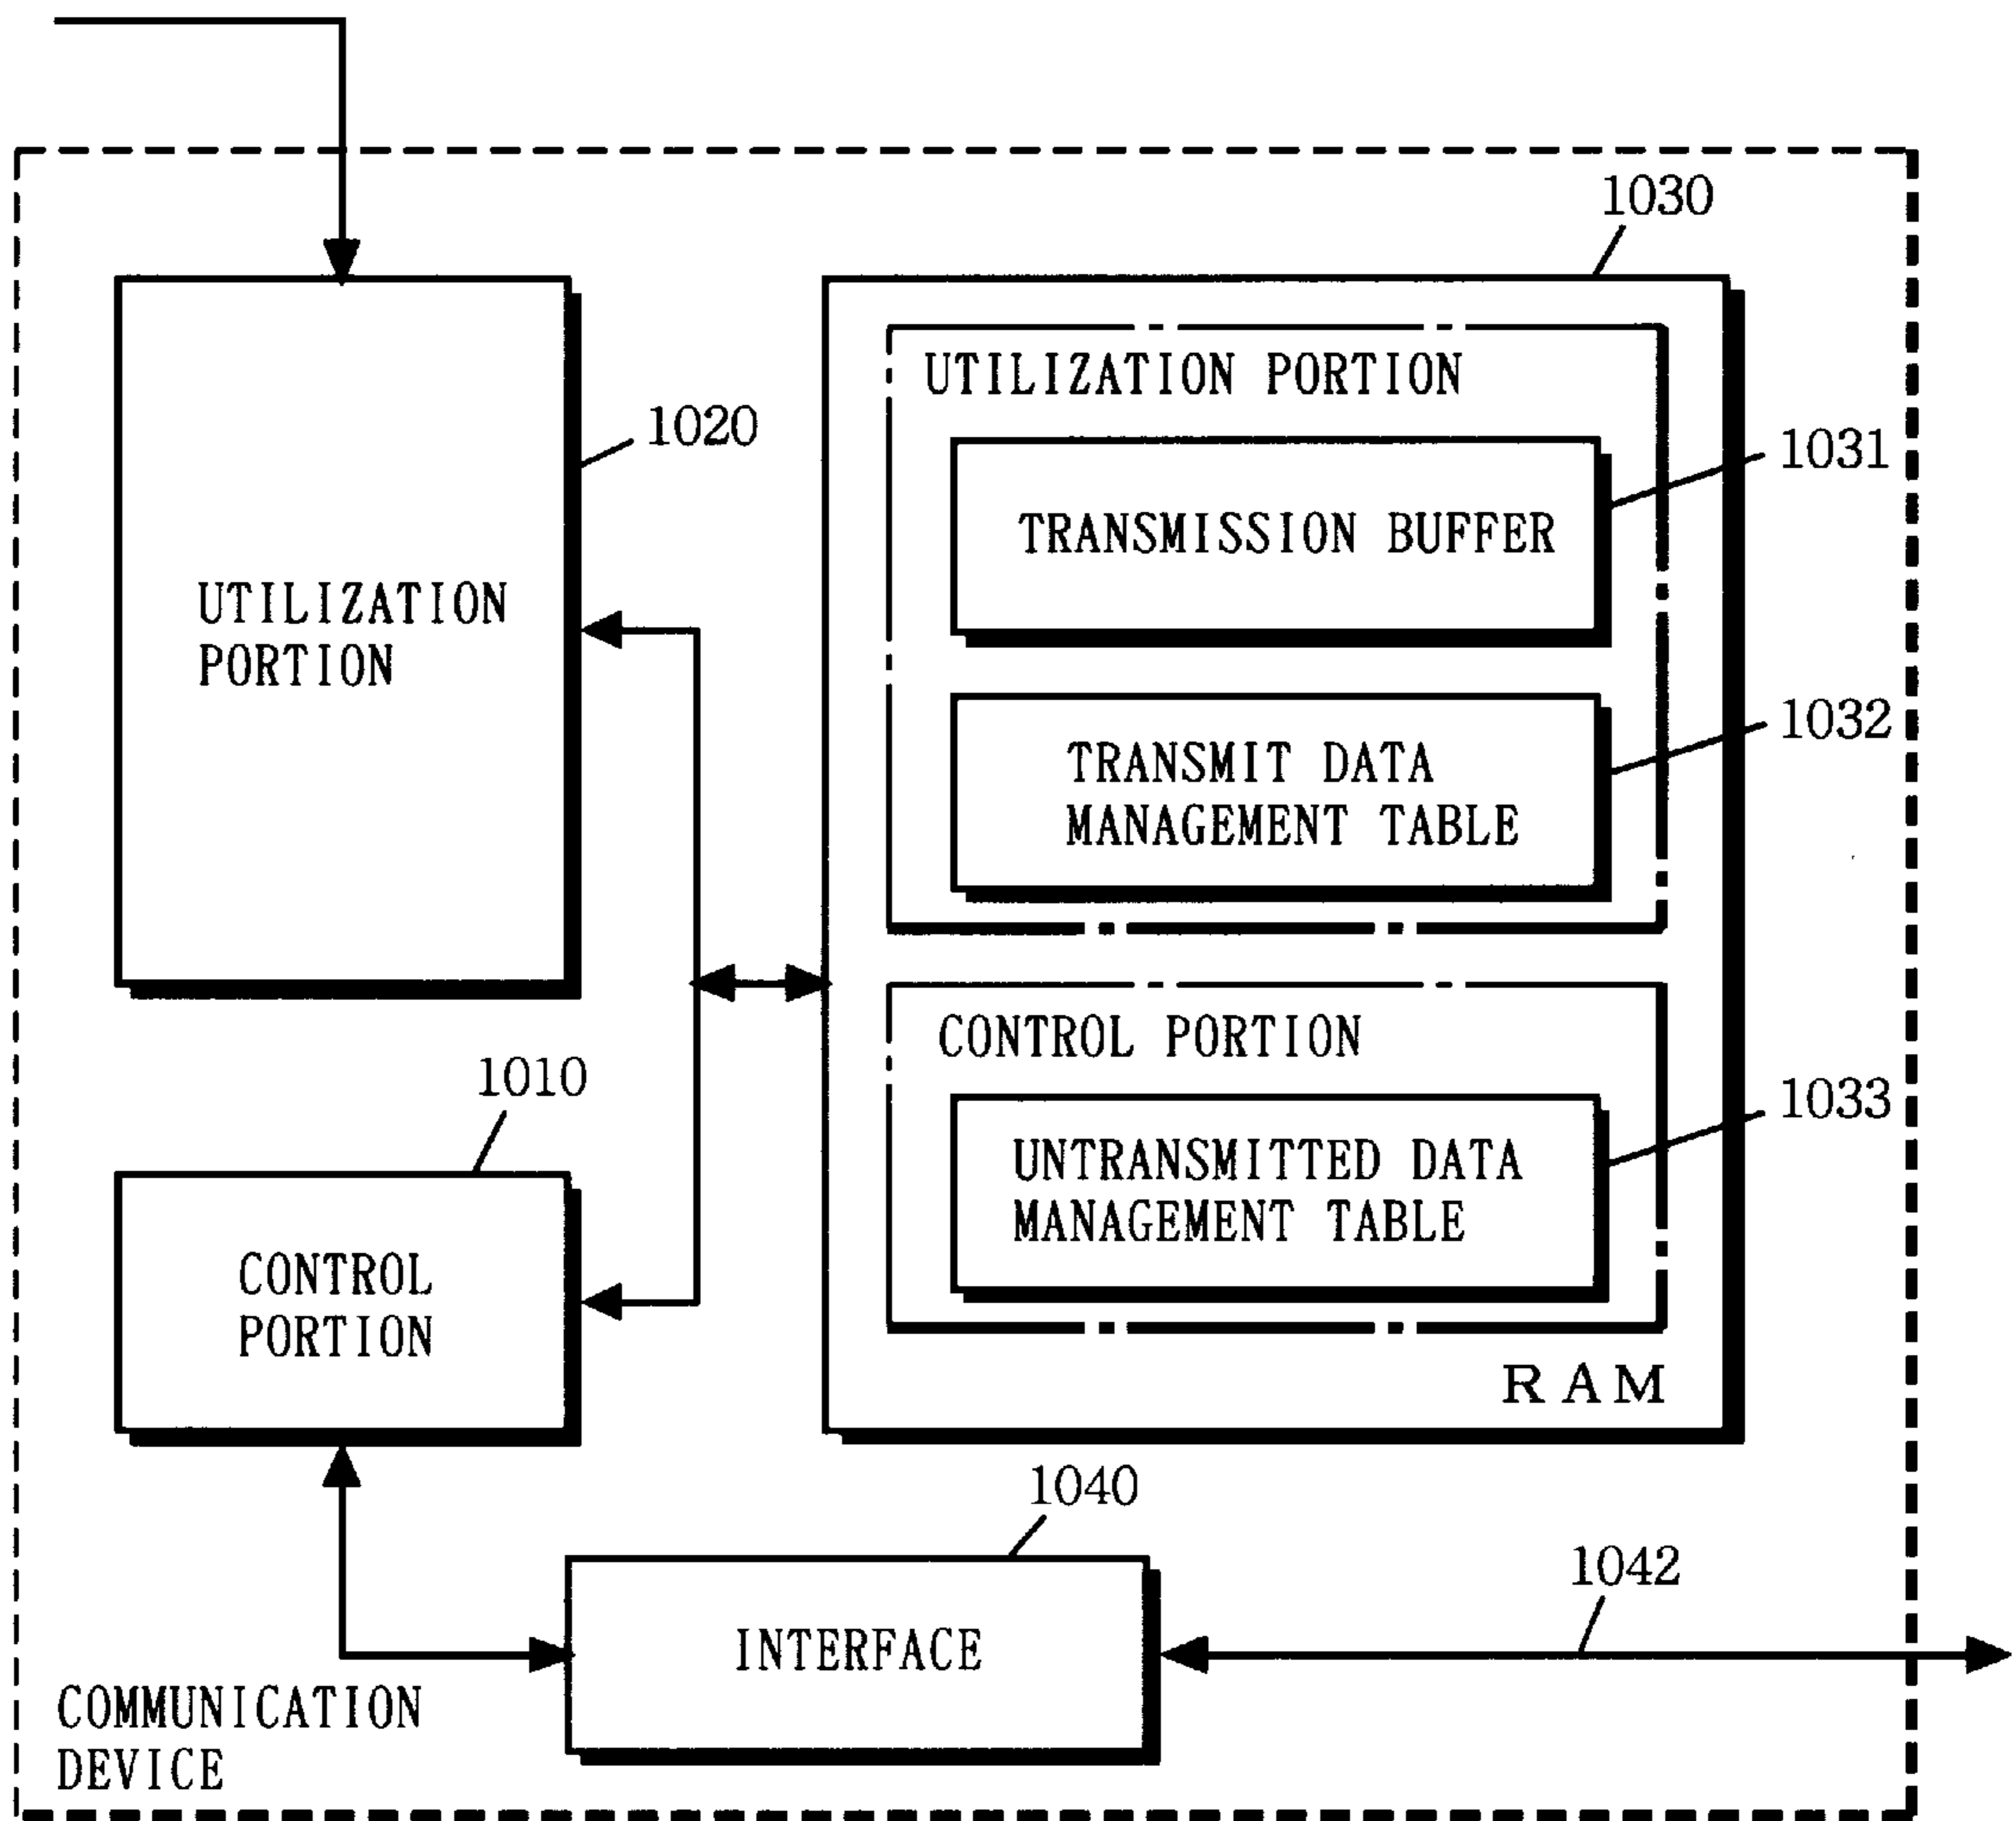 1030
UTILIZATION PORTION
1020
1031
TRANSMISSION BUFFER
UTILIZATION
PORTION
1032
TRANSMIT DATA
MANAGEMENT TABLE
CONTROL PORTION
1010
1033
UNTRANSMITTED DATA
MANAGEMENT TABLE
CONTROL
PORTION
RAM
1040
1042
INTERFACE
COMMUNICATION
DEVICE